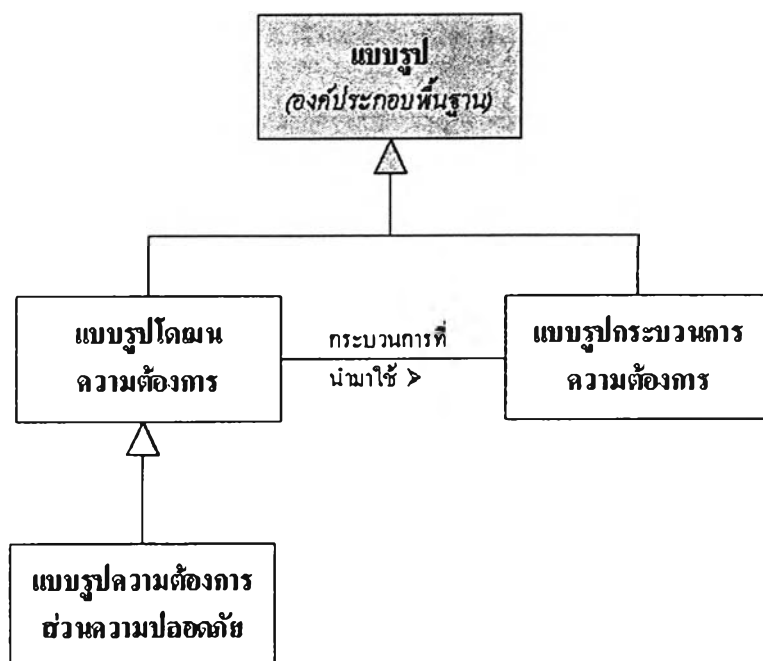 แบบรูป
(องค์ประกอบพื้นฐาน)
แบบรูปโดเมน
ความต้องการ
กระบวนการที่
นำมาใช้ >
แบบรูปกระบวนการ
ความต้องการ
แบบรูปความต้องการ
ส่วนความปลอดภัย